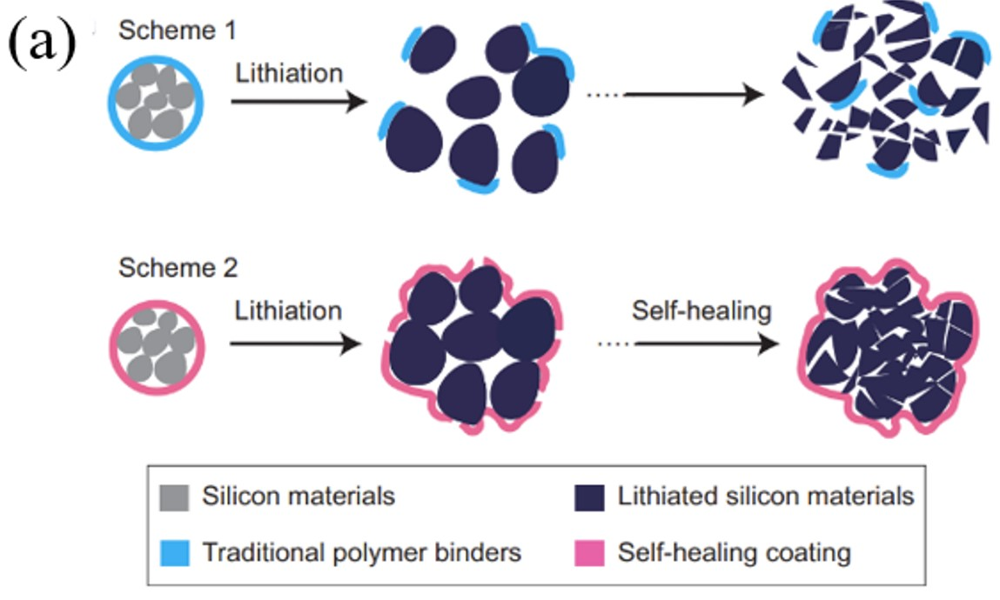 (a)
Scheme 1
Lithiation
Scheme 2
Lithiation
Self-healing
Silicon materials
Lithiated silicon materials
Traditional polymer binders
Self-healing coating